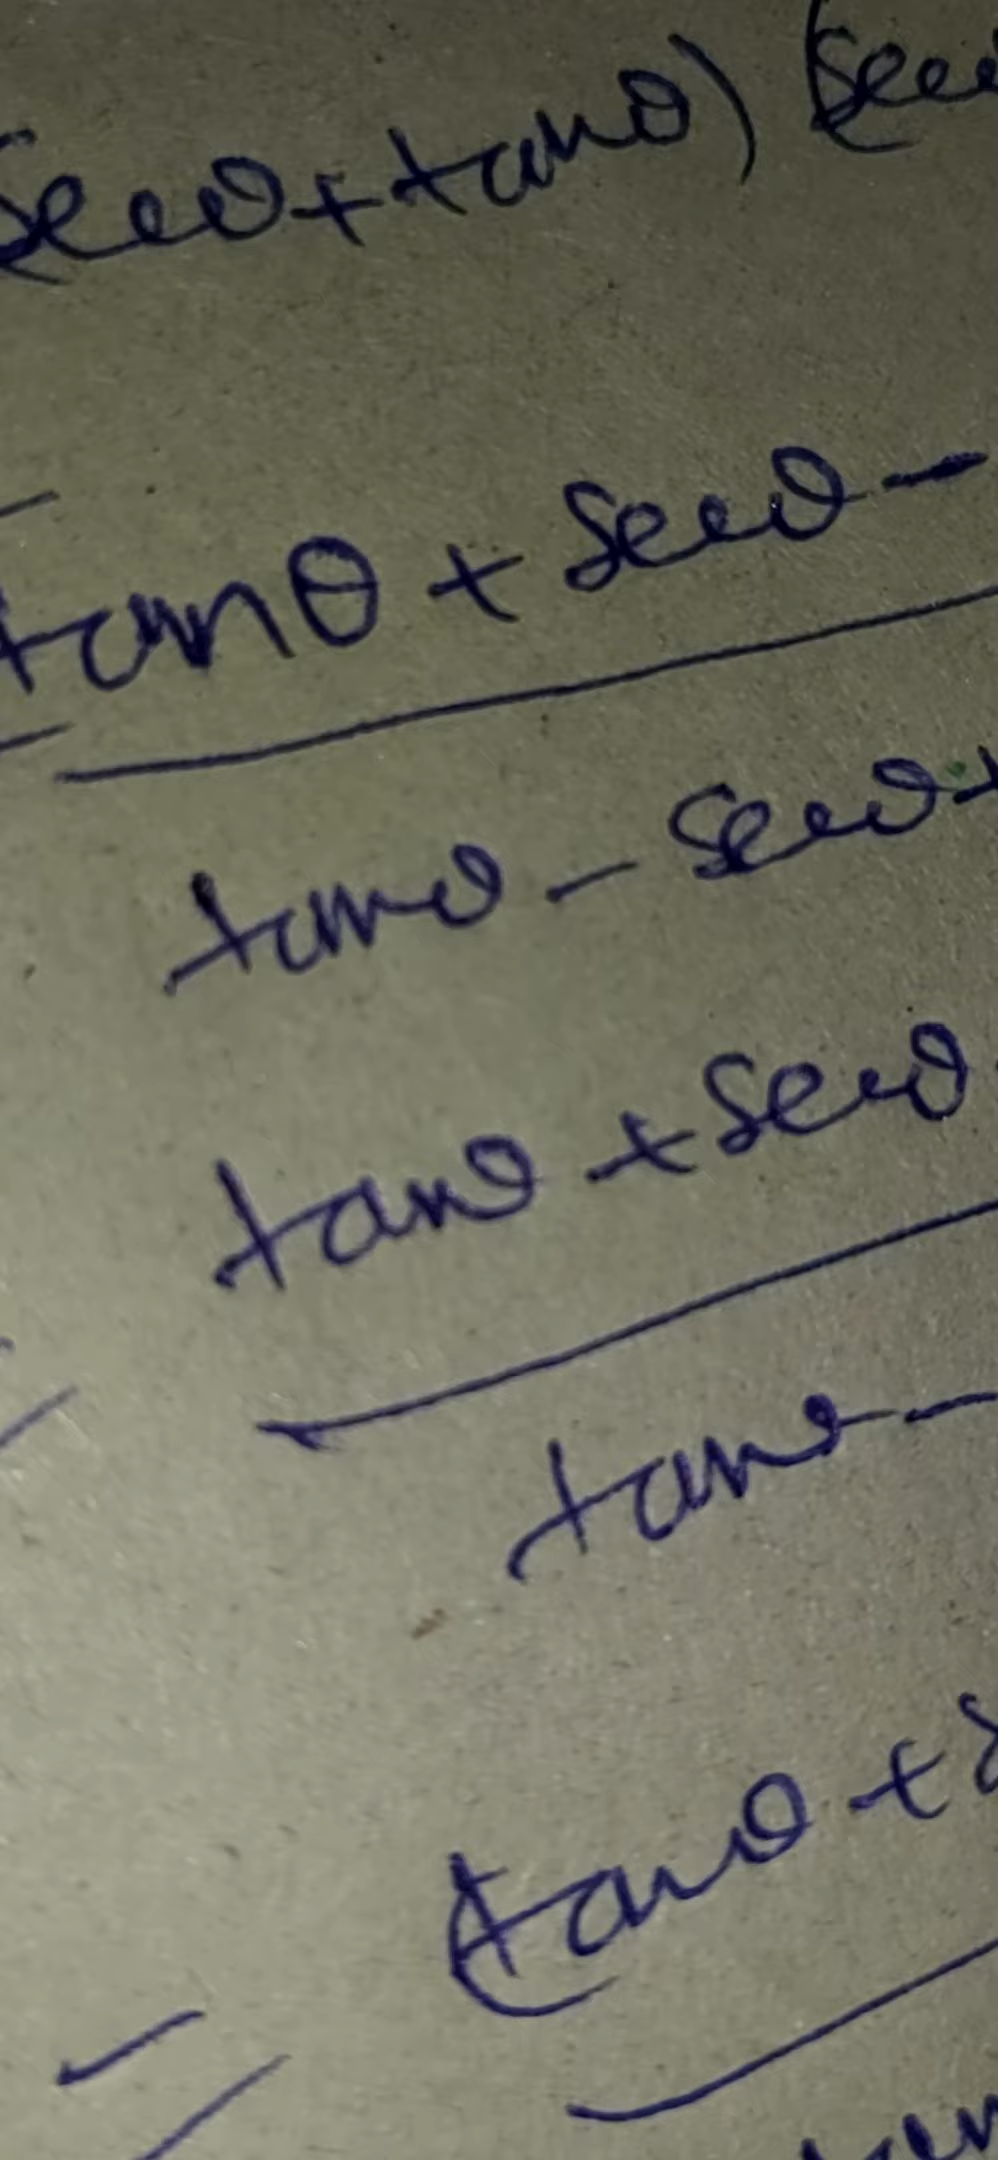 secθ+tanθ) (sec
=
tanθ + secθ -
tanθ - secθ +
= tanθ + secθ
tanθ -
= (tanθ +